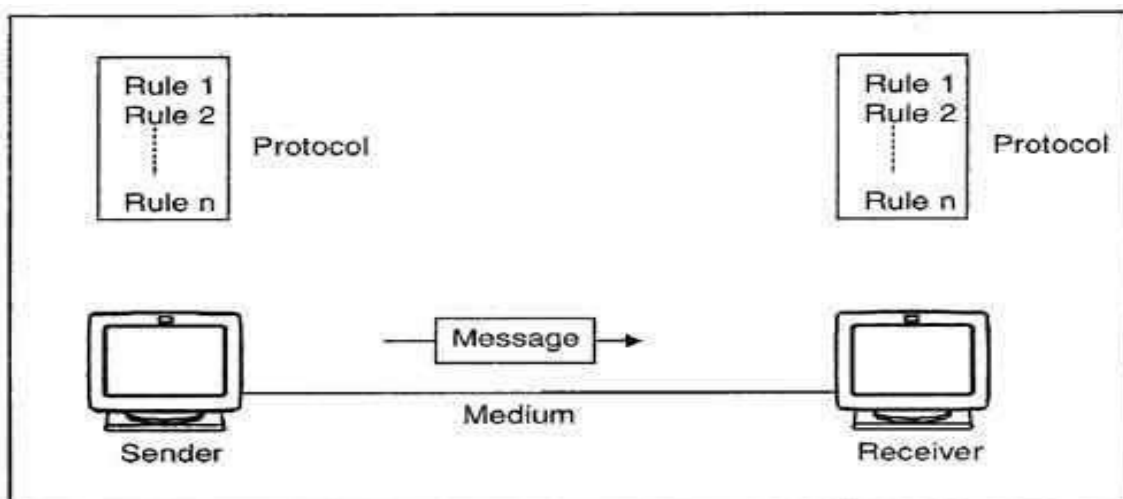 Rule 1
Rule 2
Rule n
Protocol
Rule 1
Rule 2
Rule n
Protocol
Message
Medium
Sender
Receiver